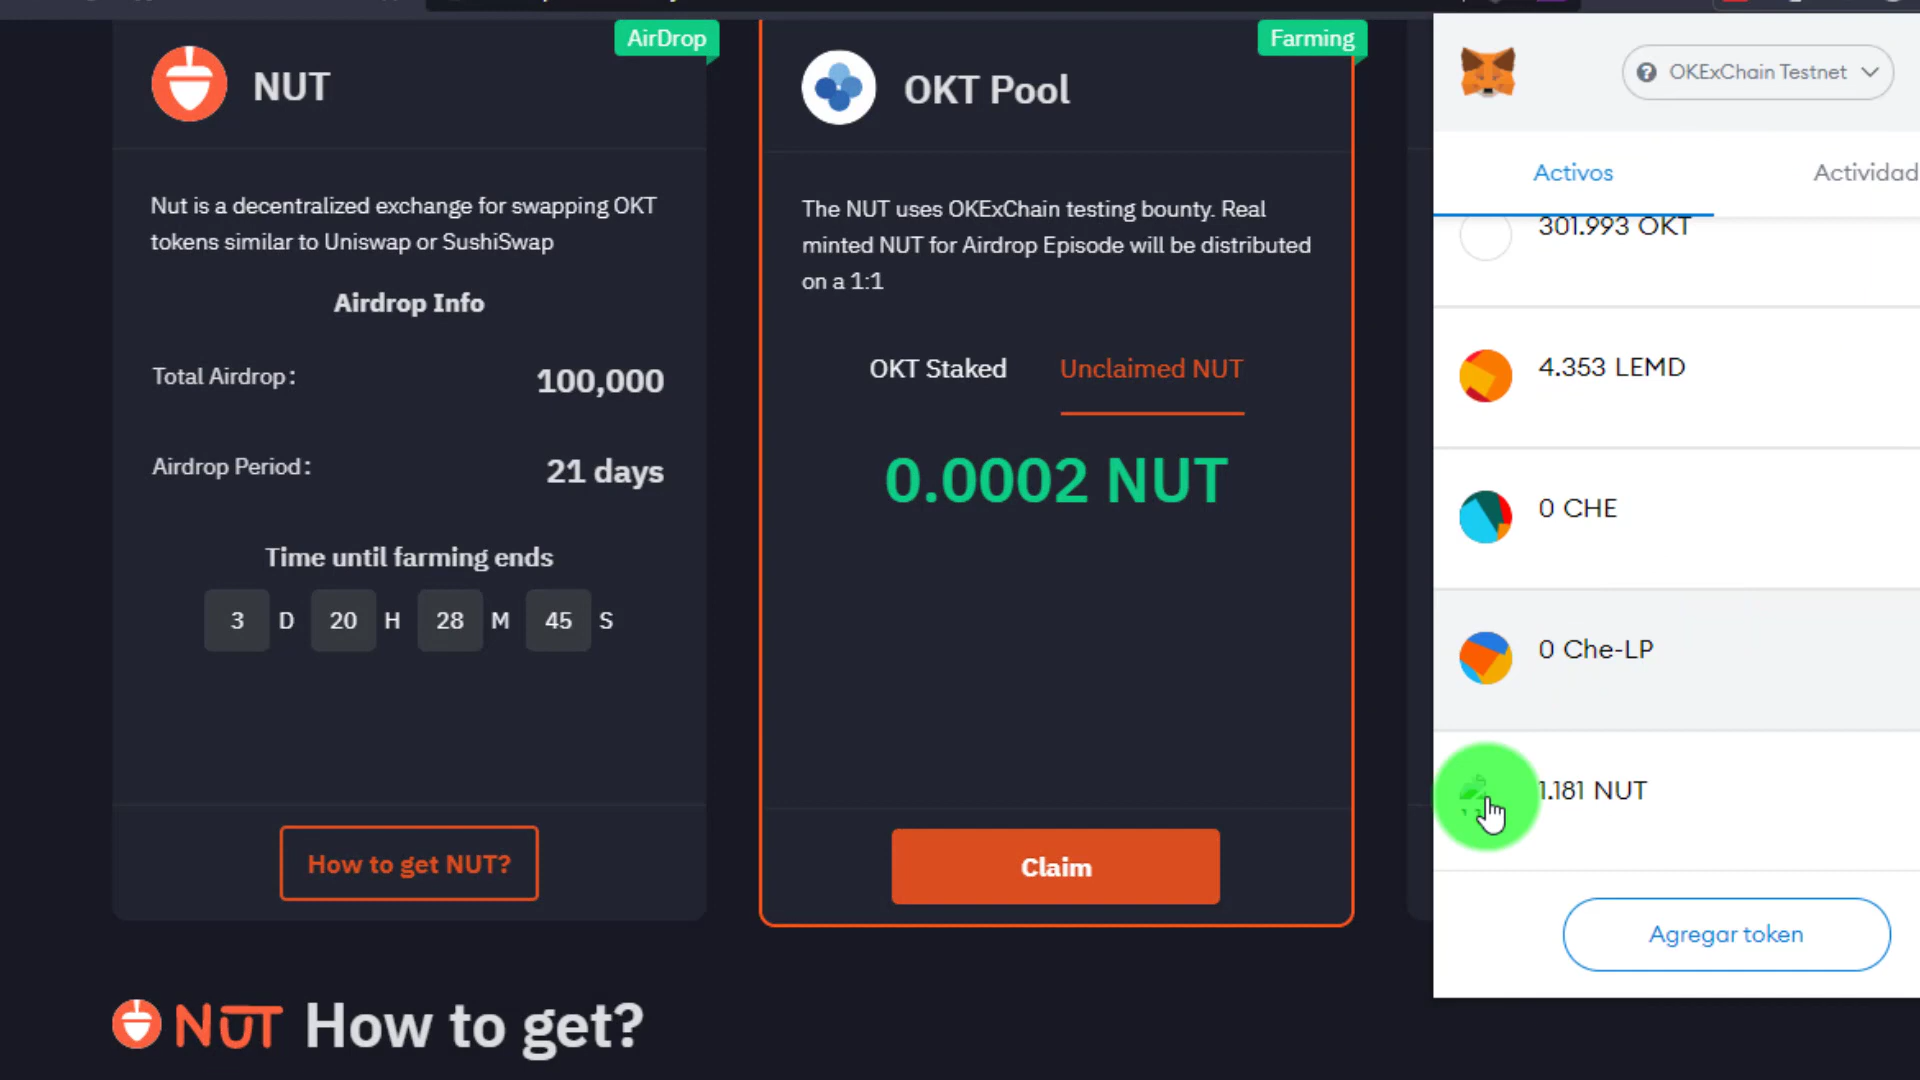 AirDrop
NUT
Nut is a decentralized exchange for swapping OKT
tokens similar to Uniswap or SushiSwap
Airdrop Info
Total Airdrop: 100,000
Airdrop Period: 21 days
Time until farming ends
3 D 20 H 28 M 45 S
How to get NUT?
Farming
OKT Pool
The NUT uses OKExChain testing bounty. Real
minted NUT for Airdrop Episode will be distributed
on a 1:1
OKT Staked Unclaimed NUT
0.0002 NUT
Claim
OKExChain Testnet
Activos Actividad
301.993 OKT
4.353 LEMD
0 CHE
0 Che-LP
1.181 NUT
Agregar token
NUT How to get?